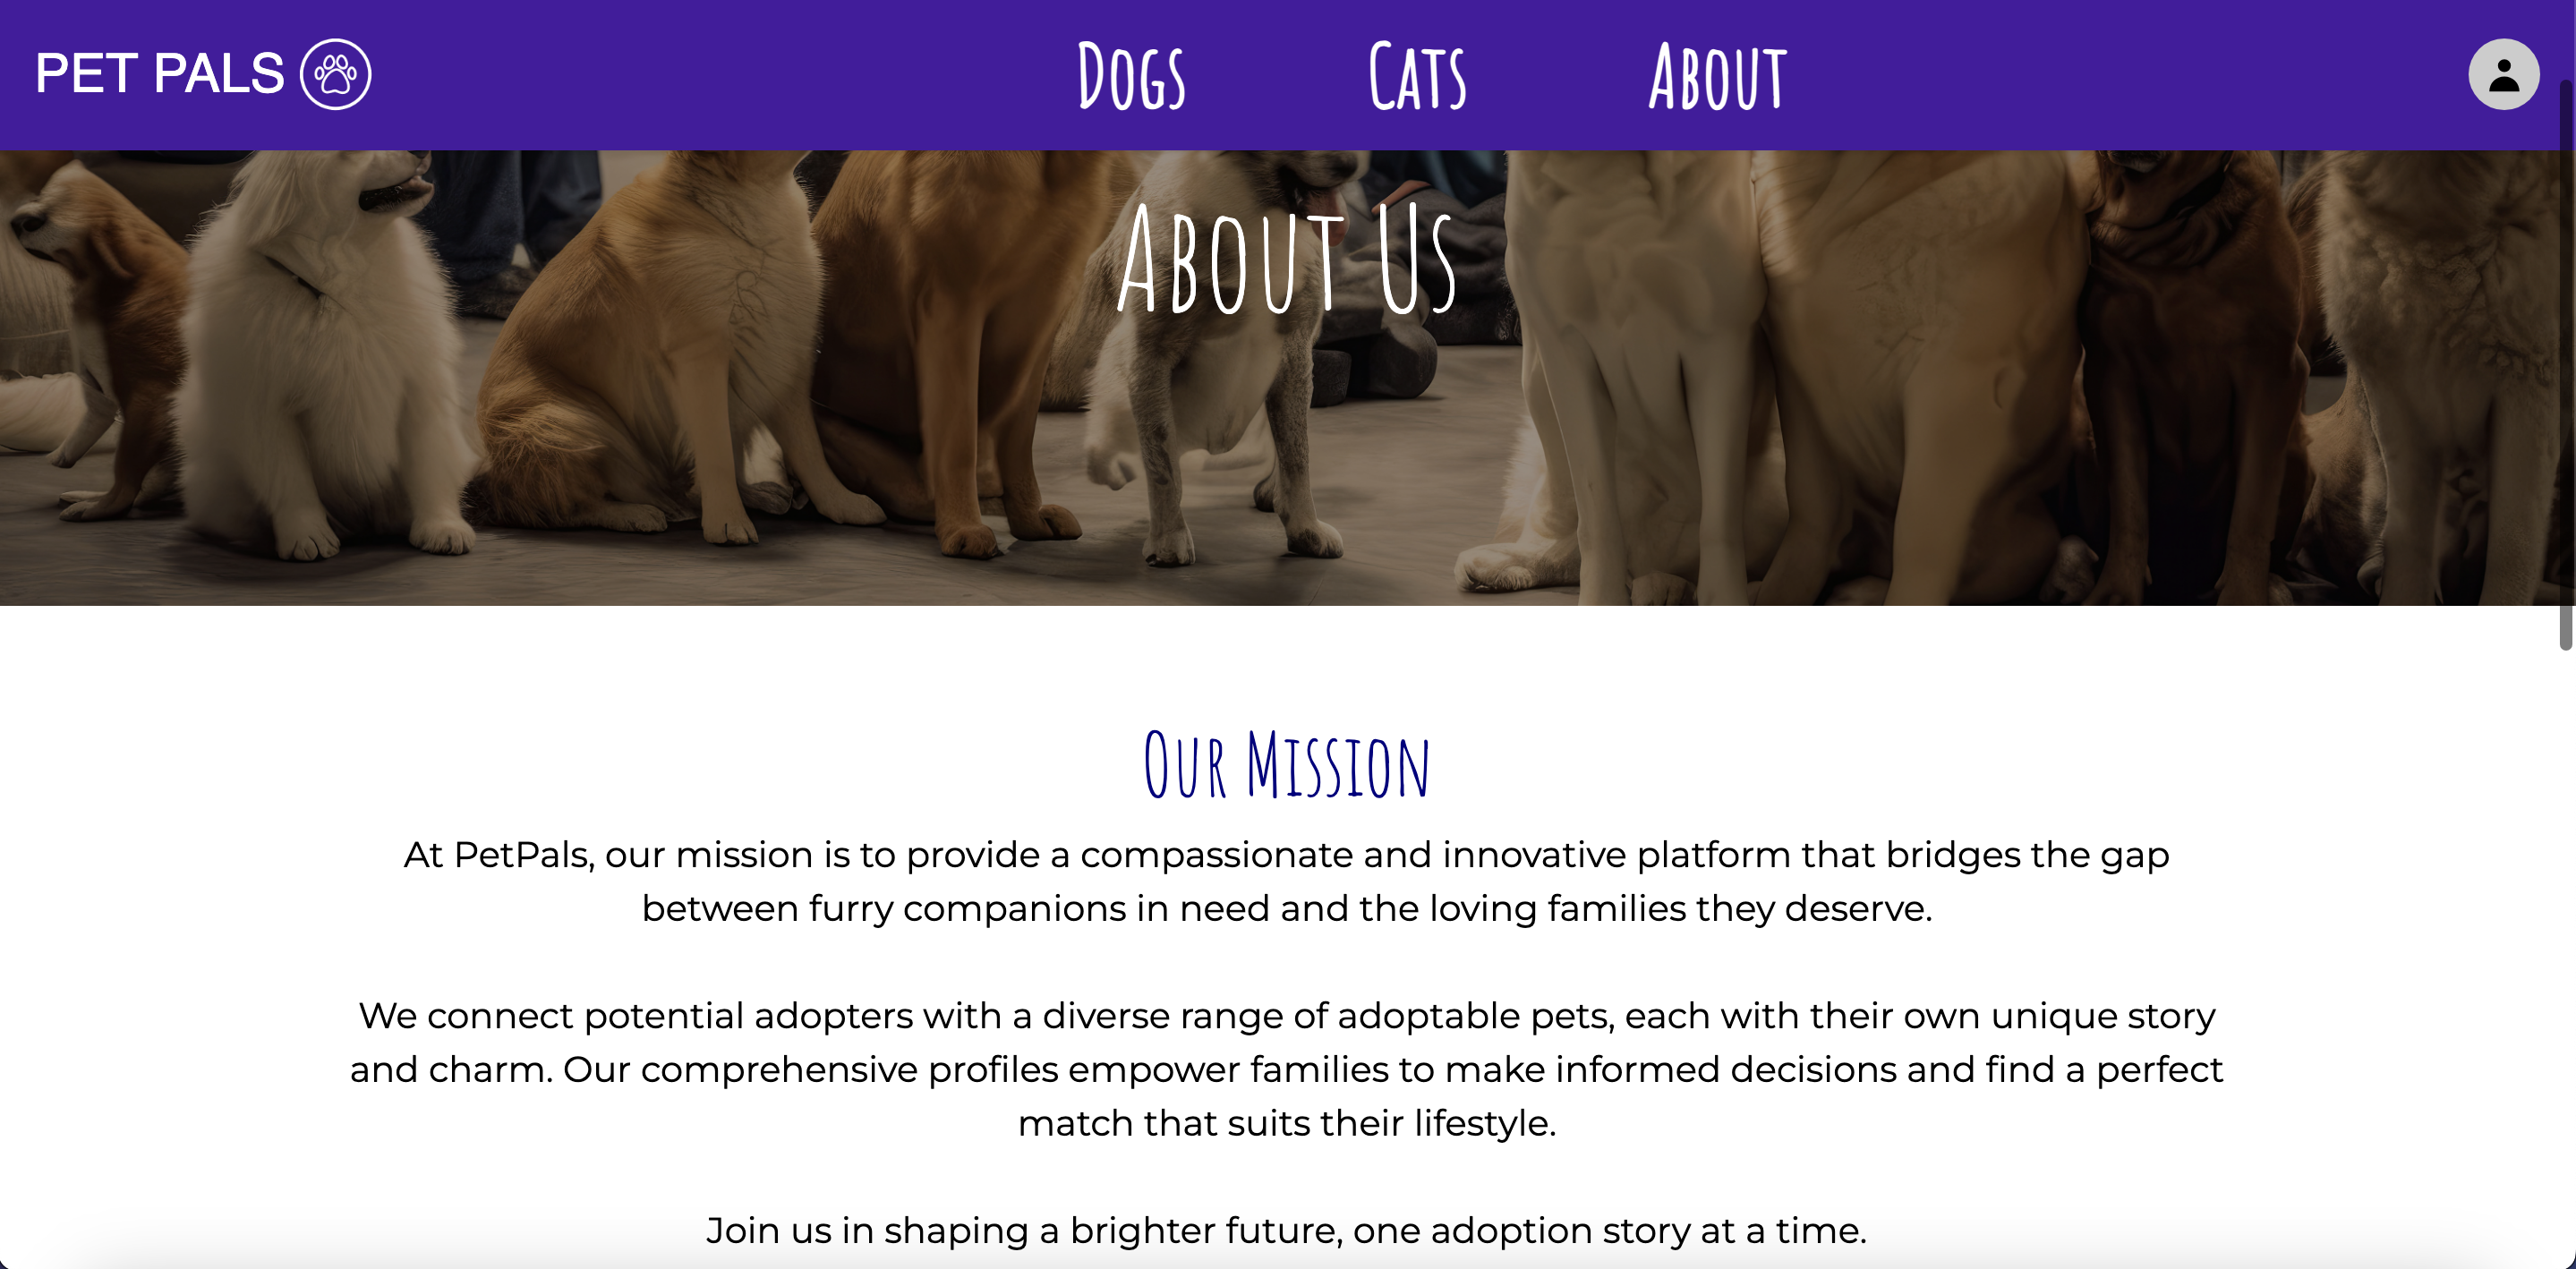 PET PALS
Dogs
Cats
About
About Us
Our Mission
At PetPals, our mission is to provide a compassionate and innovative platform that bridges the gap
between furry companions in need and the loving families they deserve.
We connect potential adopters with a diverse range of adoptable pets, each with their own unique story
and charm. Our comprehensive profiles empower families to make informed decisions and find a perfect
match that suits their lifestyle.
Join us in shaping a brighter future, one adoption story at a time.